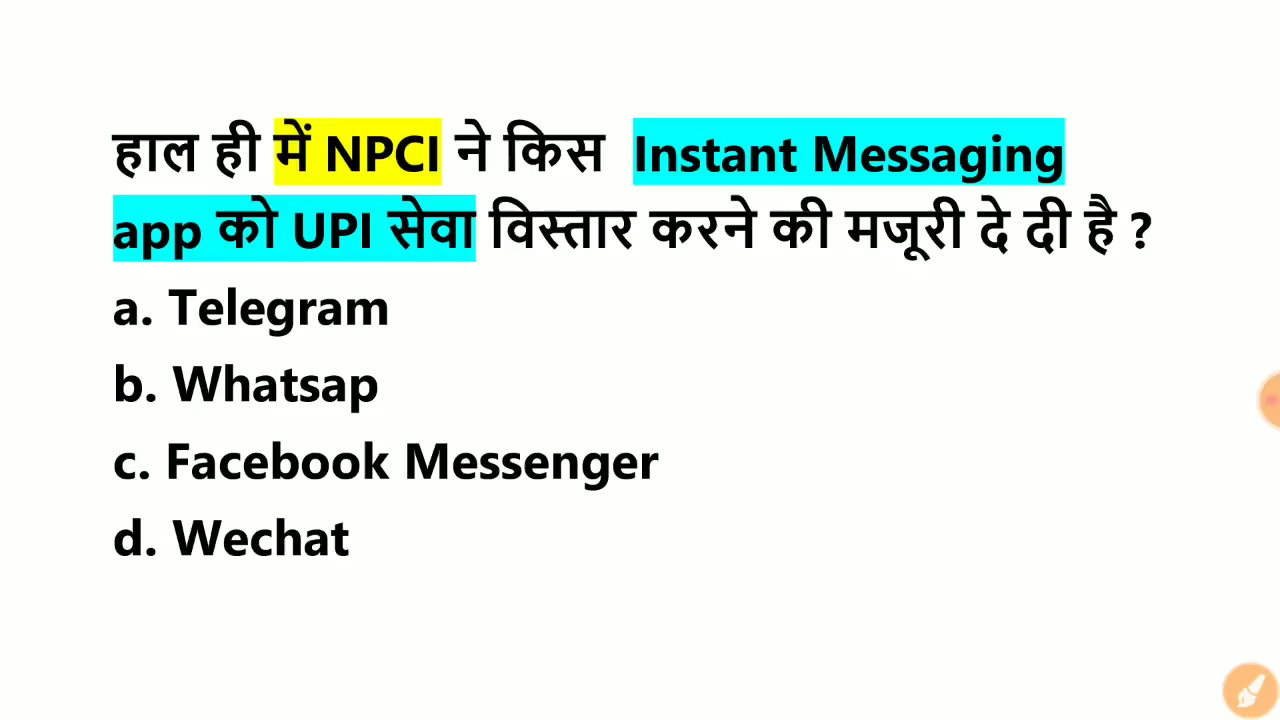 हाल ही में NPCI ने किस Instant Messaging
app को UPI सेवा विस्तार करने की मजूरी दे दी है ?
a. Telegram
b. Whatsap
c. Facebook Messenger
d. Wechat